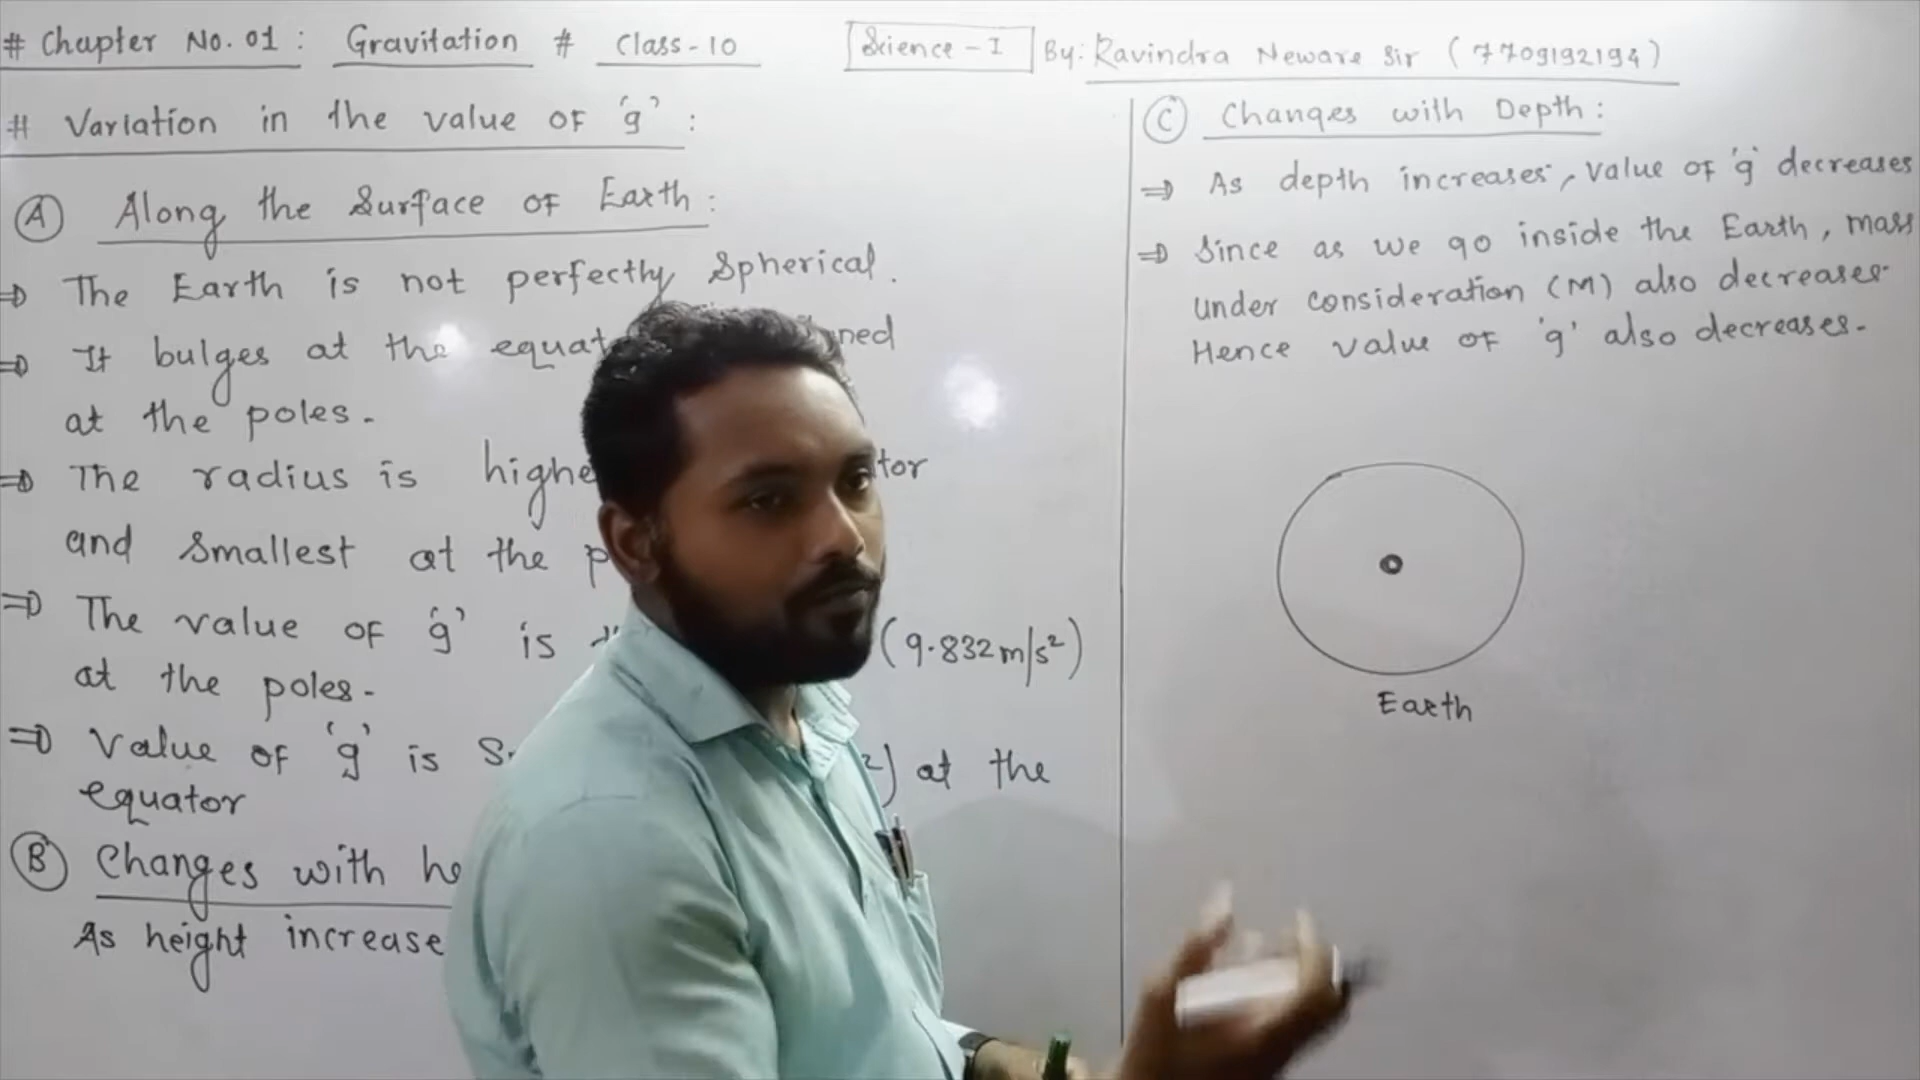 # Chapter No. 01 : Gravitation # Class - 10 Science - I By: Ravindra Neware Sir (7709192194)
# Variation in the value of 'g' :
(A) Along the Surface of Earth :
⇒ The Earth is not perfectly Spherical.
⇒ It bulges at the
at the poles.
⇒ The radius is
and smallest at the
⇒ The value of 'g' is (9.832 m/s²)
at the poles.
⇒ Value of 'g' is at the
equator
(B) Changes with
As height increase
(C) Changes with Depth :
⇒ As depth increases, value of 'g' decreases
⇒ Since as we go inside the Earth, mass
under consideration (M) also decreases.
Hence value of 'g' also decreases.
Earth